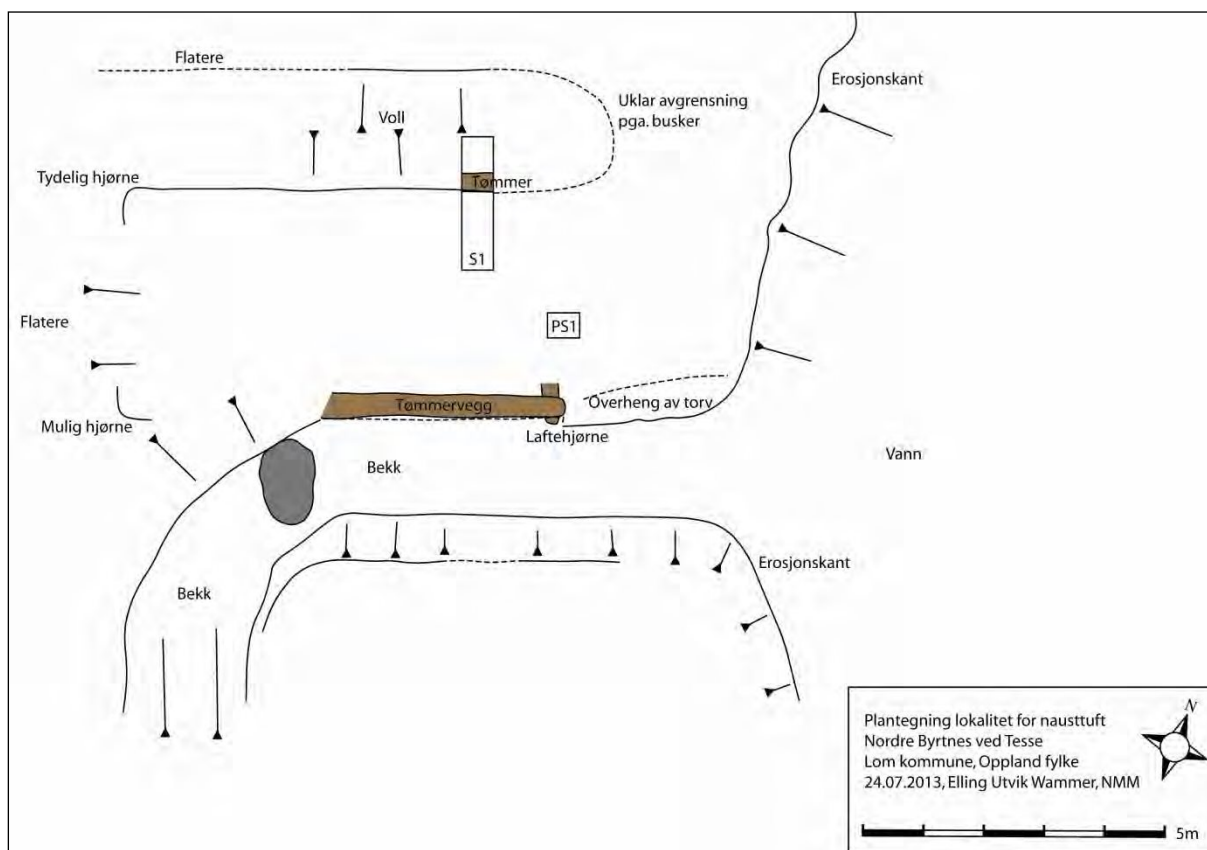 Flatere
Erosjonskant
Uklar avgrensning
pga. busker
Voll
Tydelig hjørne
Tømmer
S1
Flatere
PS1
Tømmervegg
Overheng av torv
Mulig hjørne
Laftehjørne
Bekk
Vann
Erosjonskant
Bekk
N
Plantegning lokalitet for nausttuft
Nordre Byrtnes ved Tesse
Lom kommune, Oppland fylke
24.07.2013, Elling Utvik Wammer, NMM
5m